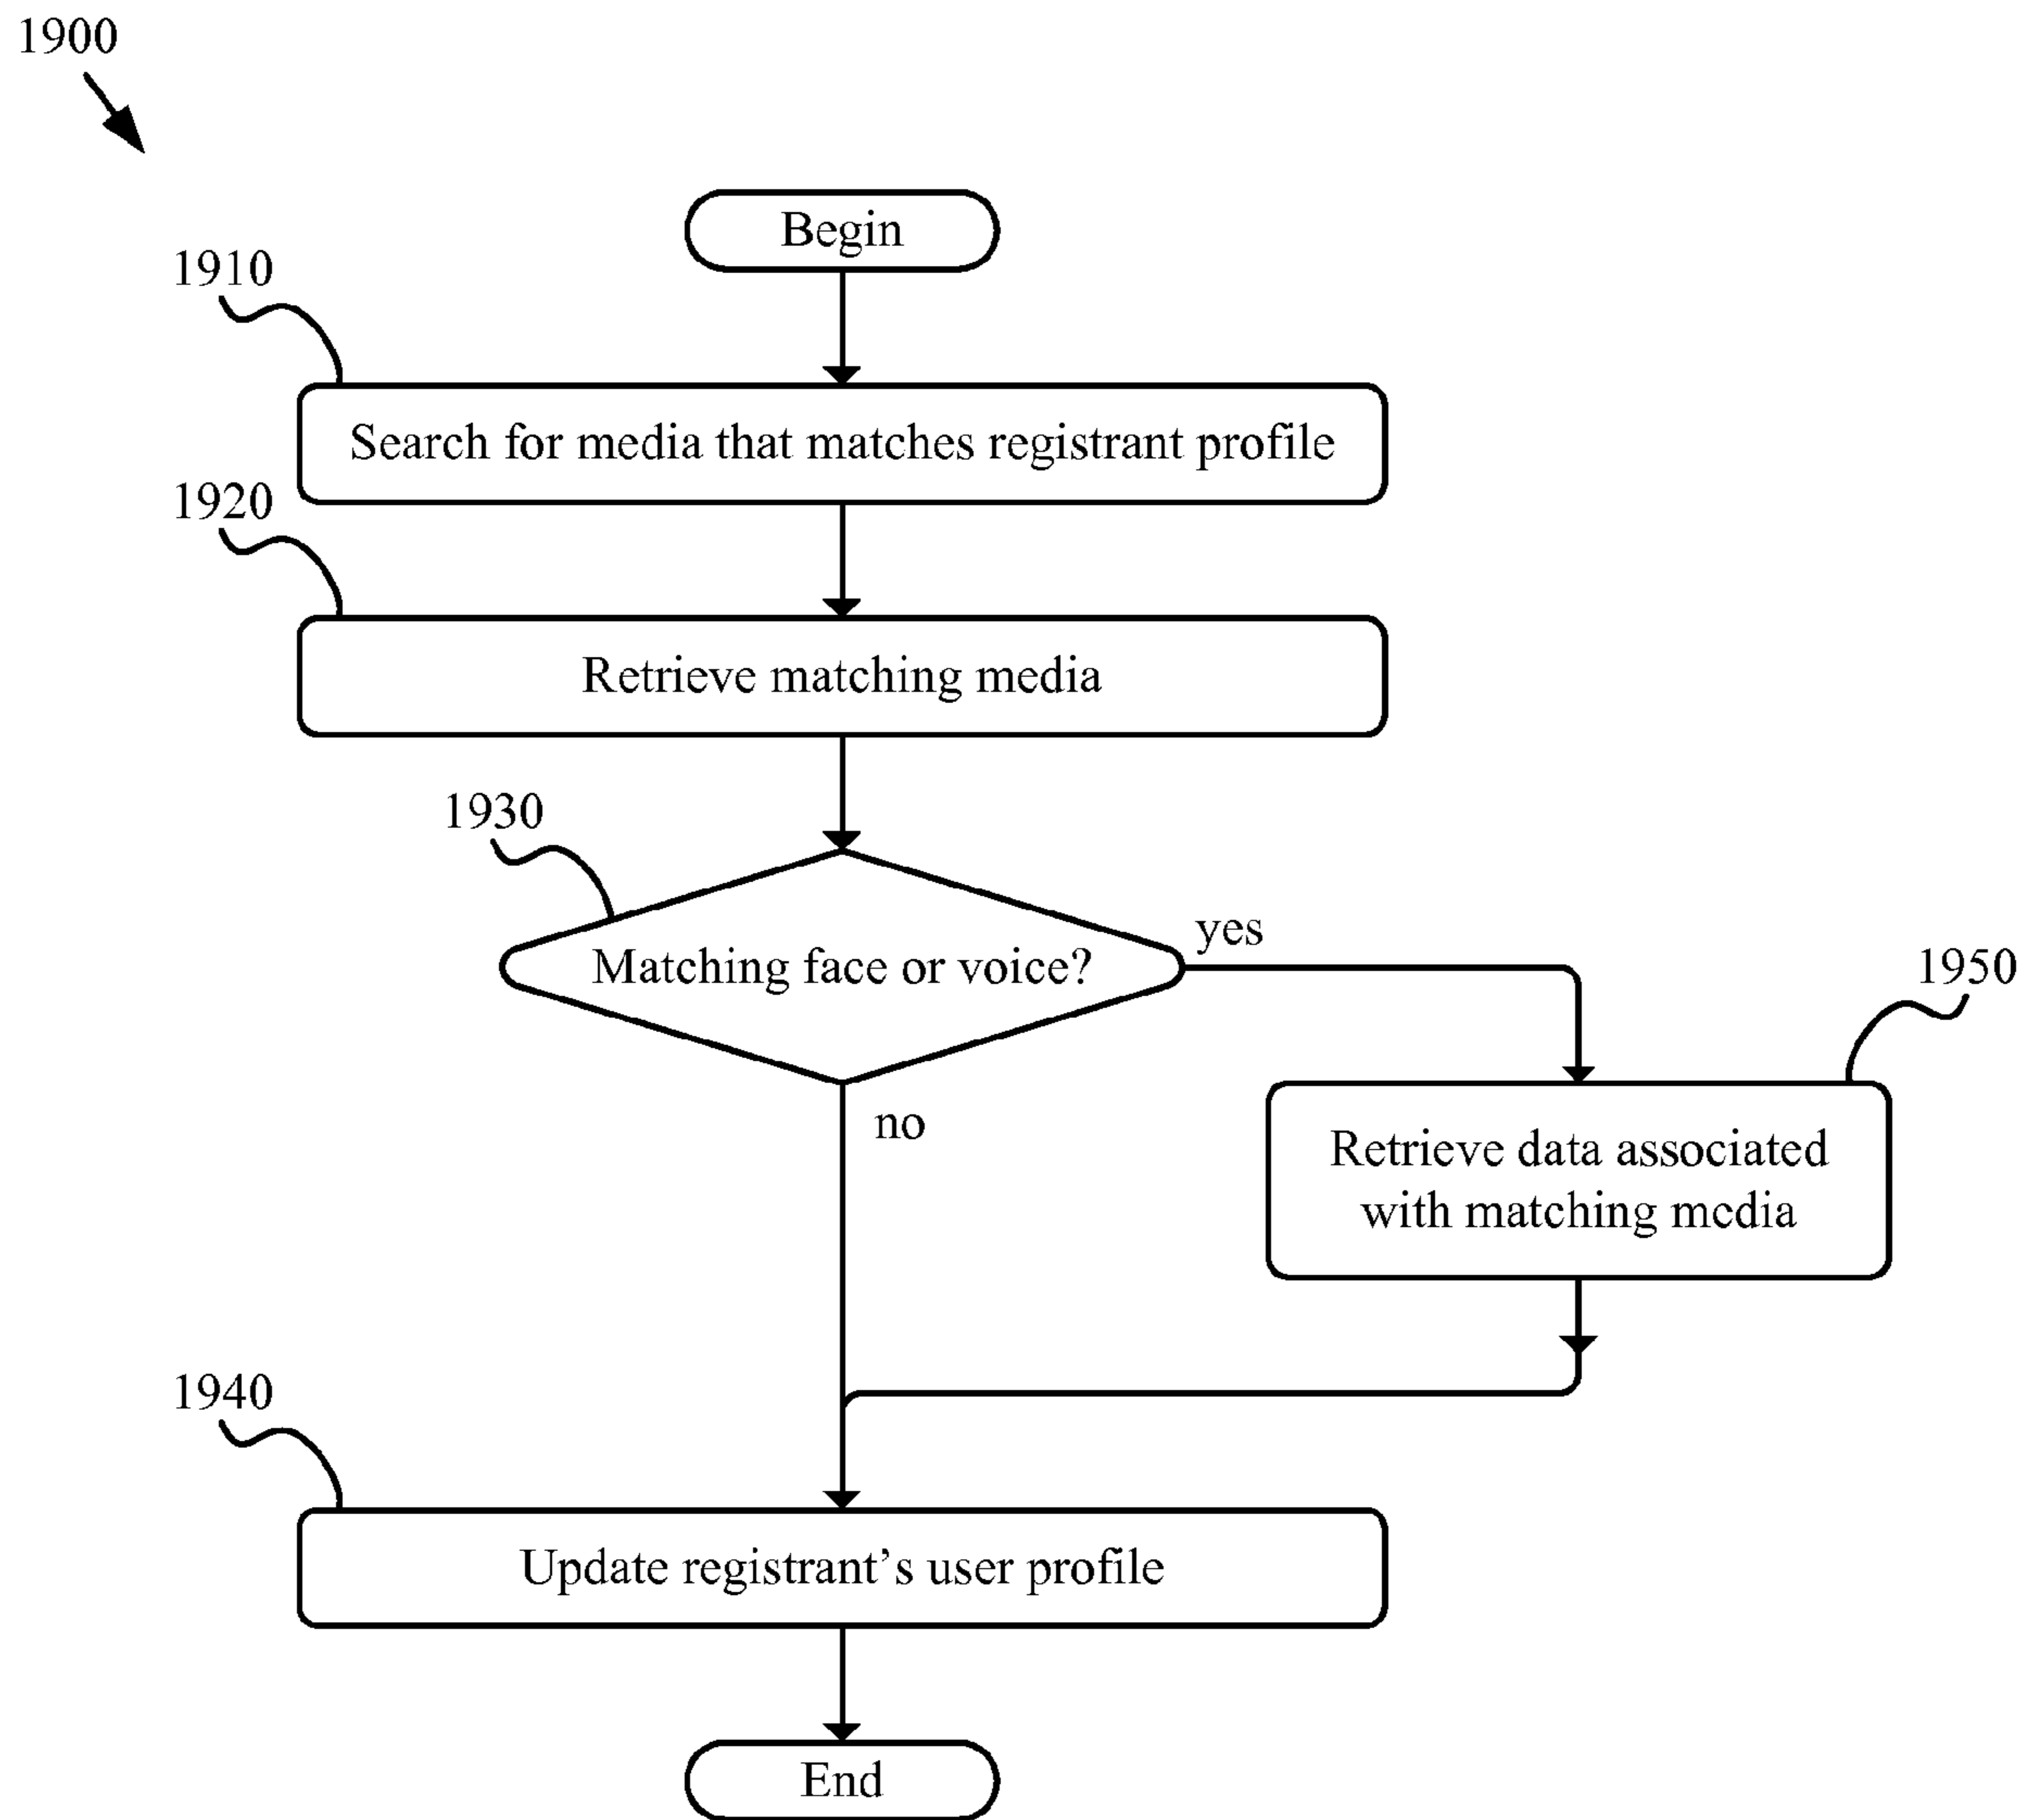 1900
Begin
1910
Search for media that matches registrant profile
1920
Retrieve matching media
1930
Matching face or voice?
yes
1950
no
Retrieve data associated
with matching media
1940
Update registrant’s user profile
End